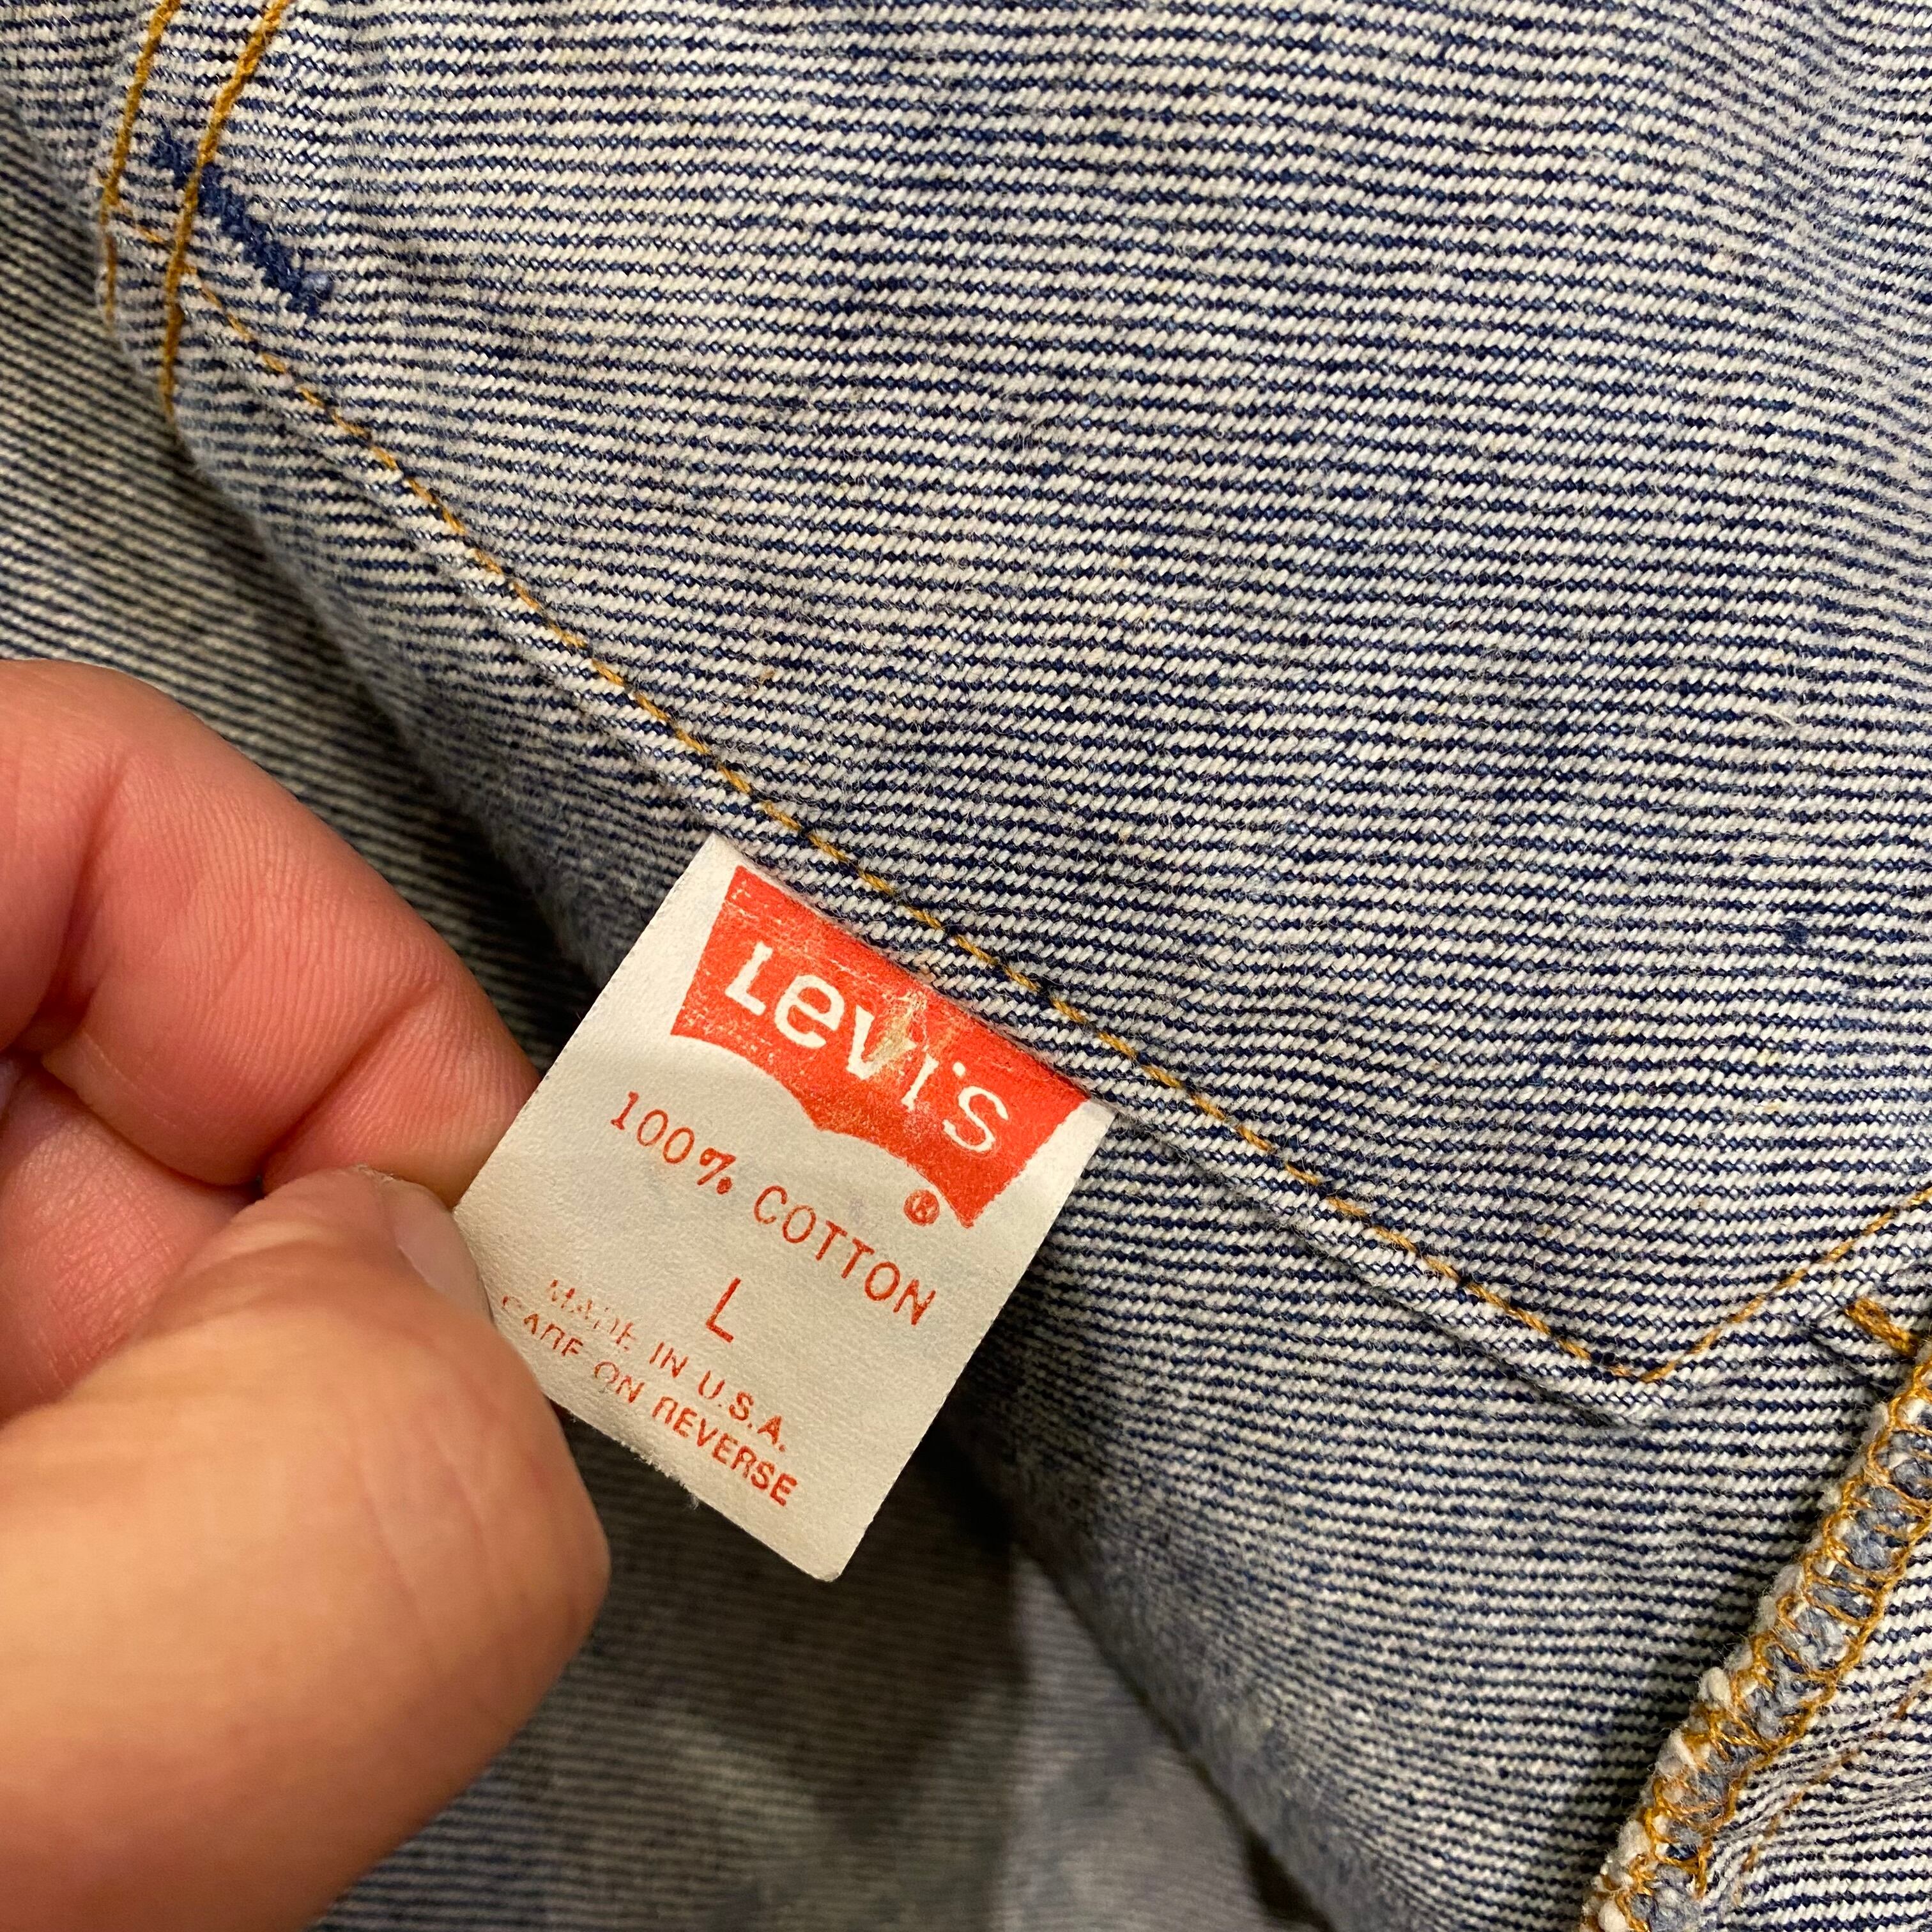 Levi's
®
100% COTTON
L
MADE IN U.S.A.
CARE ON REVERSE